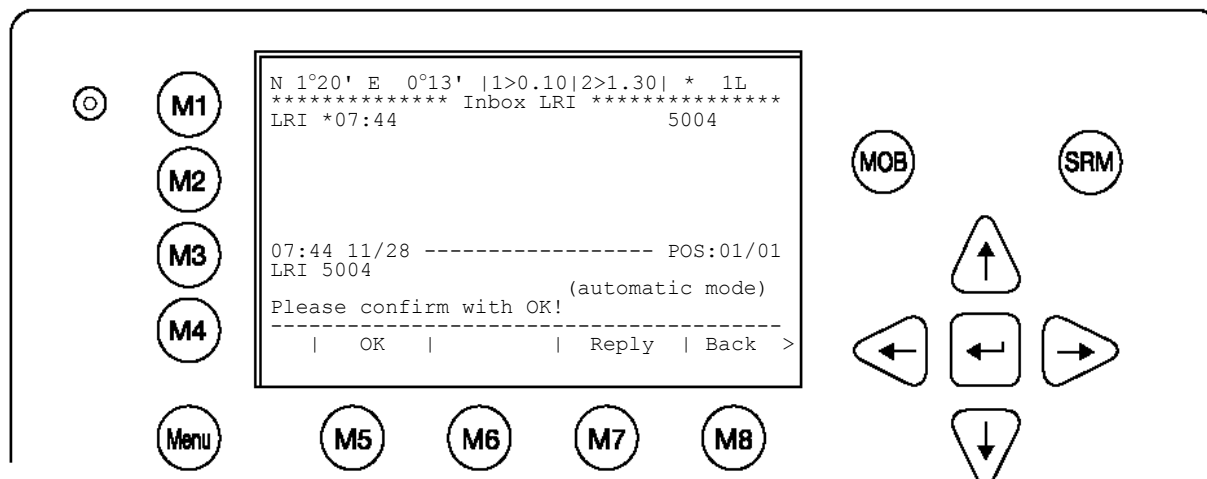 N 1°20' E 0°13' |1>0.10|2>1.30| * 1L
************** Inbox LRI ***************
LRI *07:44 5004
07:44 11/28 ------------------ POS:01/01
LRI 5004
(automatic mode)
Please confirm with OK!
----------------------------------------
| OK | | Reply | Back >
M1
M2
M3
M4
Menu
M5
M6
M7
M8
MOB
SRM